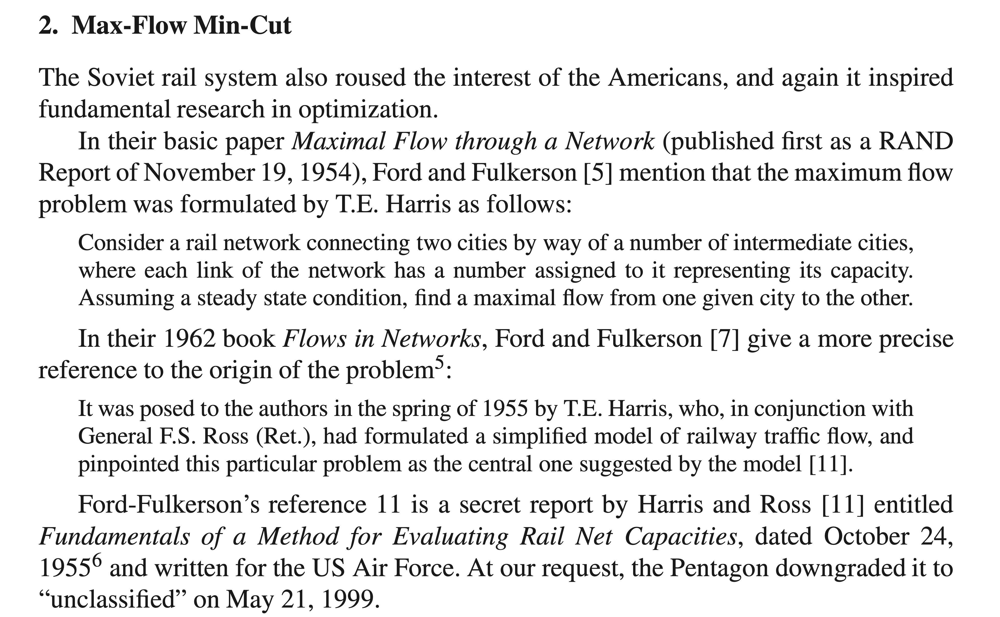 2. Max-Flow Min-Cut
The Soviet rail system also roused the interest of the Americans, and again it inspired
fundamental research in optimization.
In their basic paper Maximal Flow through a Network (published first as a RAND
Report of November 19, 1954), Ford and Fulkerson [5] mention that the maximum flow
problem was formulated by T.E. Harris as follows:
Consider a rail network connecting two cities by way of a number of intermediate cities,
where each link of the network has a number assigned to it representing its capacity.
Assuming a steady state condition, find a maximal flow from one given city to the other.
In their 1962 book Flows in Networks, Ford and Fulkerson [7] give a more precise
reference to the origin of the problem⁵:
It was posed to the authors in the spring of 1955 by T.E. Harris, who, in conjunction with
General F.S. Ross (Ret.), had formulated a simplified model of railway traffic flow, and
pinpointed this particular problem as the central one suggested by the model [11].
Ford-Fulkerson’s reference 11 is a secret report by Harris and Ross [11] entitled
Fundamentals of a Method for Evaluating Rail Net Capacities, dated October 24,
1955⁶ and written for the US Air Force. At our request, the Pentagon downgraded it to
“unclassified” on May 21, 1999.